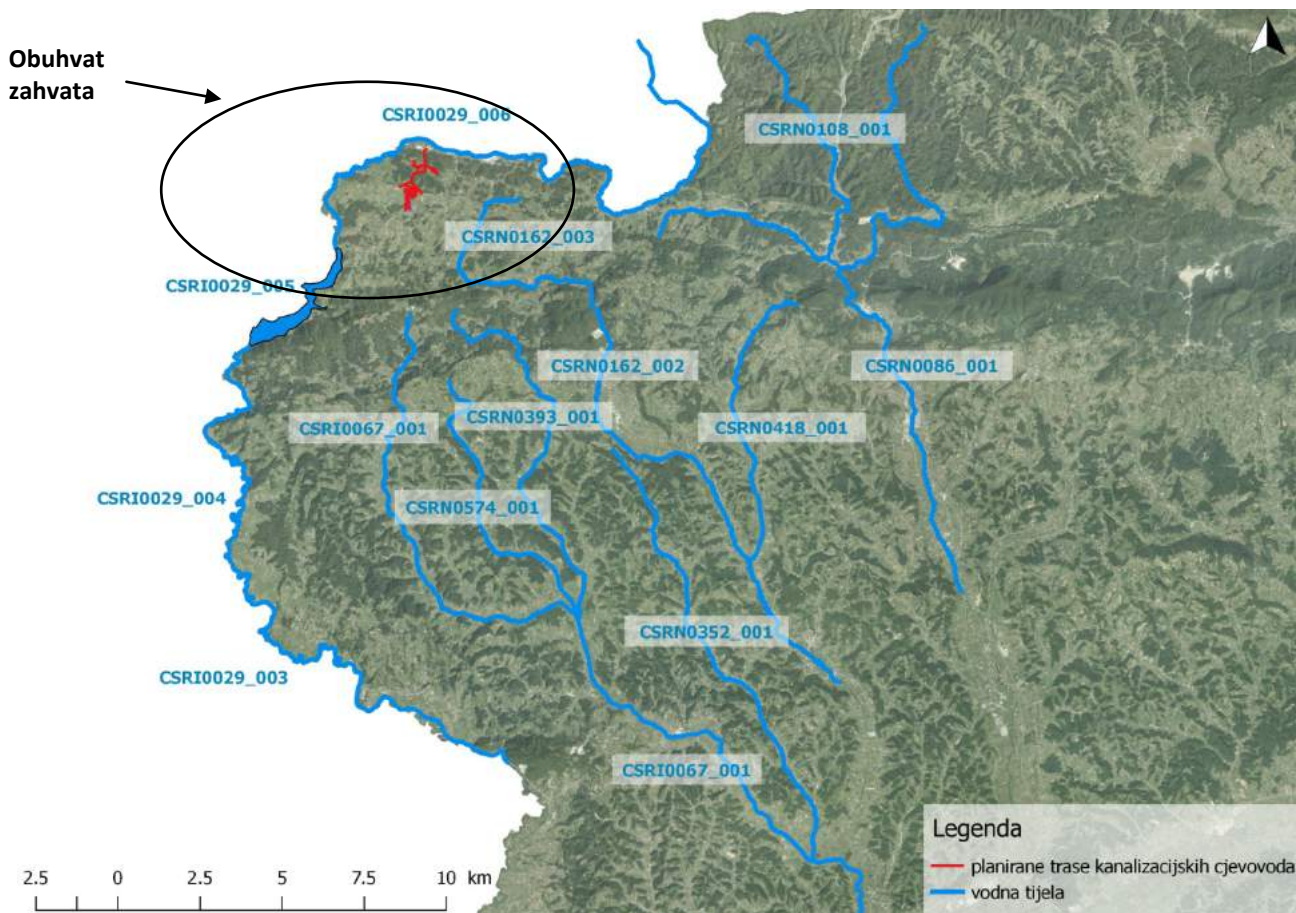 Obuhvat
zahvata
CSRI0029_006
CSRN0108_001
CSRN0162_003
CSRI0029_005
CSRN0162_002
CSRN0086_001
CSRN0393_001
CSRI0067_001
CSRN0418_001
CSRI0029_004
CSRN0574_001
CSRN0352_001
CSRI0029_003
CSRI0067_001
Legenda
planirane trase kanalizacijskih cjevovoda
vodna tijela
2.5 0 2.5 5 7.5 10 km